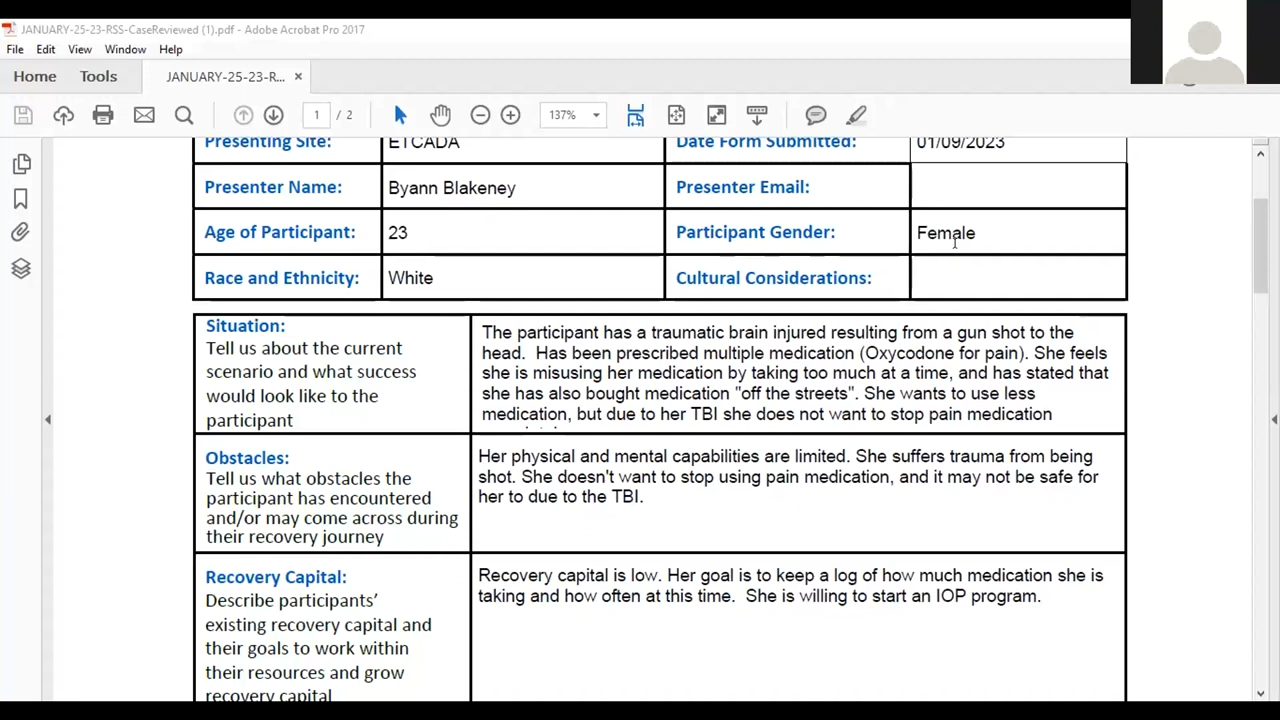 JANUARY-25-23-RSS-CaseReviewed (1).pdf - Adobe Acrobat Pro 2017
File Edit View Window Help
Home Tools JANUARY-25-23-R... ×
1 / 2 137%
Presenting Site: ETCADA Date Form Submitted: 01/09/2023
Presenter Name: Byann Blakeney Presenter Email:
Age of Participant: 23 Participant Gender: Female
Race and Ethnicity: White Cultural Considerations:
Situation:
Tell us about the current
scenario and what success
would look like to the
participant
The participant has a traumatic brain injured resulting from a gun shot to the
head. Has been prescribed multiple medication (Oxycodone for pain). She feels
she is misusing her medication by taking too much at a time, and has stated that
she has also bought medication "off the streets". She wants to use less
medication, but due to her TBI she does not want to stop pain medication
Obstacles:
Tell us what obstacles the
participant has encountered
and/or may come across during
their recovery journey
Her physical and mental capabilities are limited. She suffers trauma from being
shot. She doesn't want to stop using pain medication, and it may not be safe for
her to due to the TBI.
Recovery Capital:
Describe participants'
existing recovery capital and
their goals to work within
their resources and grow
recovery capital
Recovery capital is low. Her goal is to keep a log of how much medication she is
taking and how often at this time. She is willing to start an IOP program.